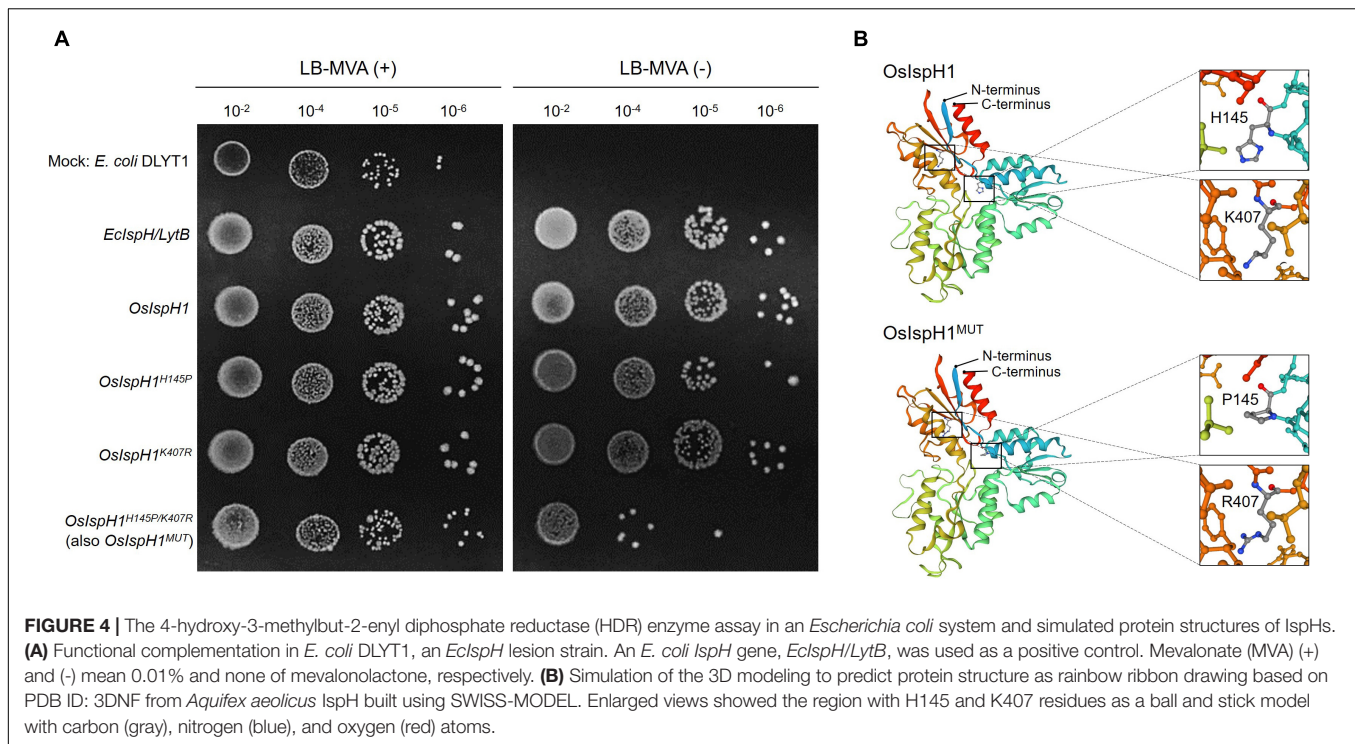 A
LB-MVA (+)
LB-MVA (-)
10-2 10-4 10-5 10-6
10-2 10-4 10-5 10-6
Mock: E. coli DLYT1
EcIspH/LytB
OsIspH1
OsIspH1H145P
OsIspH1K407R
OsIspH1H145P/K407R
(also OsIspH1MUT)
B
OsIspH1
N-terminus
C-terminus
H145
K407
OsIspH1MUT
N-terminus
C-terminus
P145
R407
FIGURE 4 | The 4-hydroxy-3-methylbut-2-enyl diphosphate reductase (HDR) enzyme assay in an Escherichia coli system and simulated protein structures of IspHs.
(A) Functional complementation in E. coli DLYT1, an EcIspH lesion strain. An E. coli IspH gene, EcIspH/LytB, was used as a positive control. Mevalonate (MVA) (+)
and (-) mean 0.01% and none of mevalonolactone, respectively. (B) Simulation of the 3D modeling to predict protein structure as rainbow ribbon drawing based on
PDB ID: 3DNF from Aquifex aeolicus IspH built using SWISS-MODEL. Enlarged views showed the region with H145 and K407 residues as a ball and stick model
with carbon (gray), nitrogen (blue), and oxygen (red) atoms.